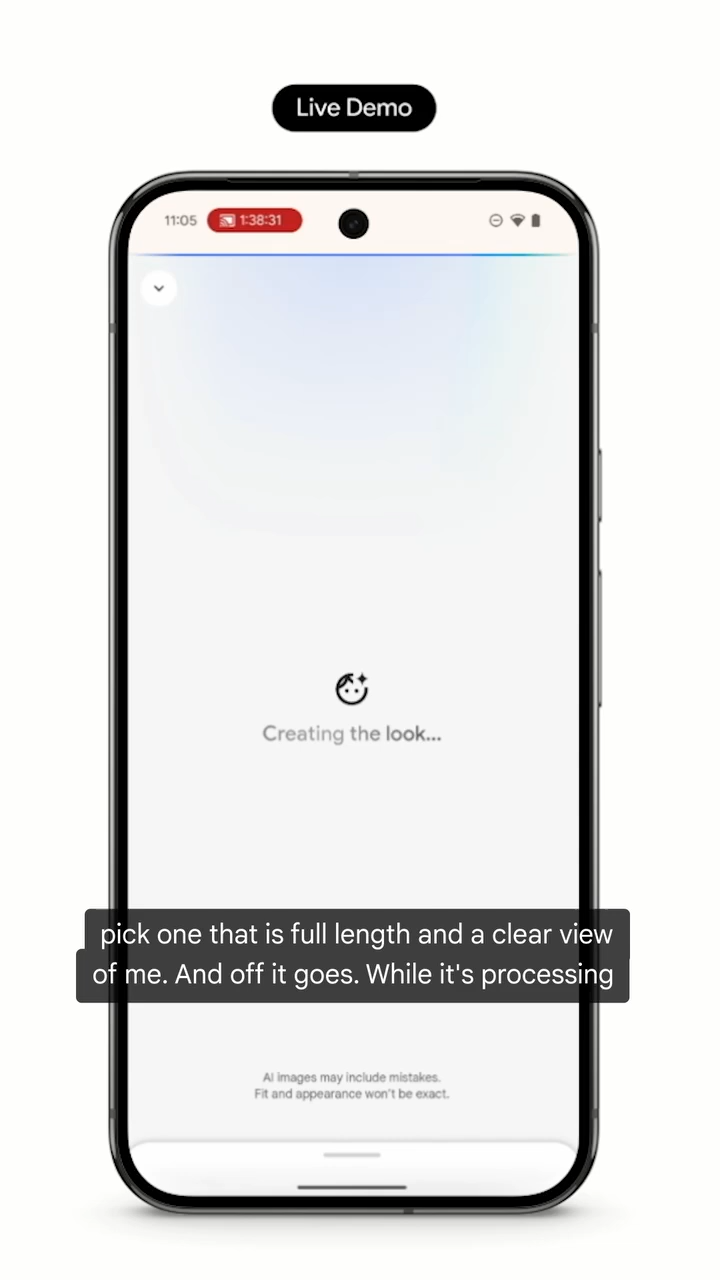 Live Demo
11:05
1:38:31
Creating the look...
pick one that is full length and a clear view
of me. And off it goes. While it's processing
AI images may include mistakes.
Fit and appearance won't be exact.